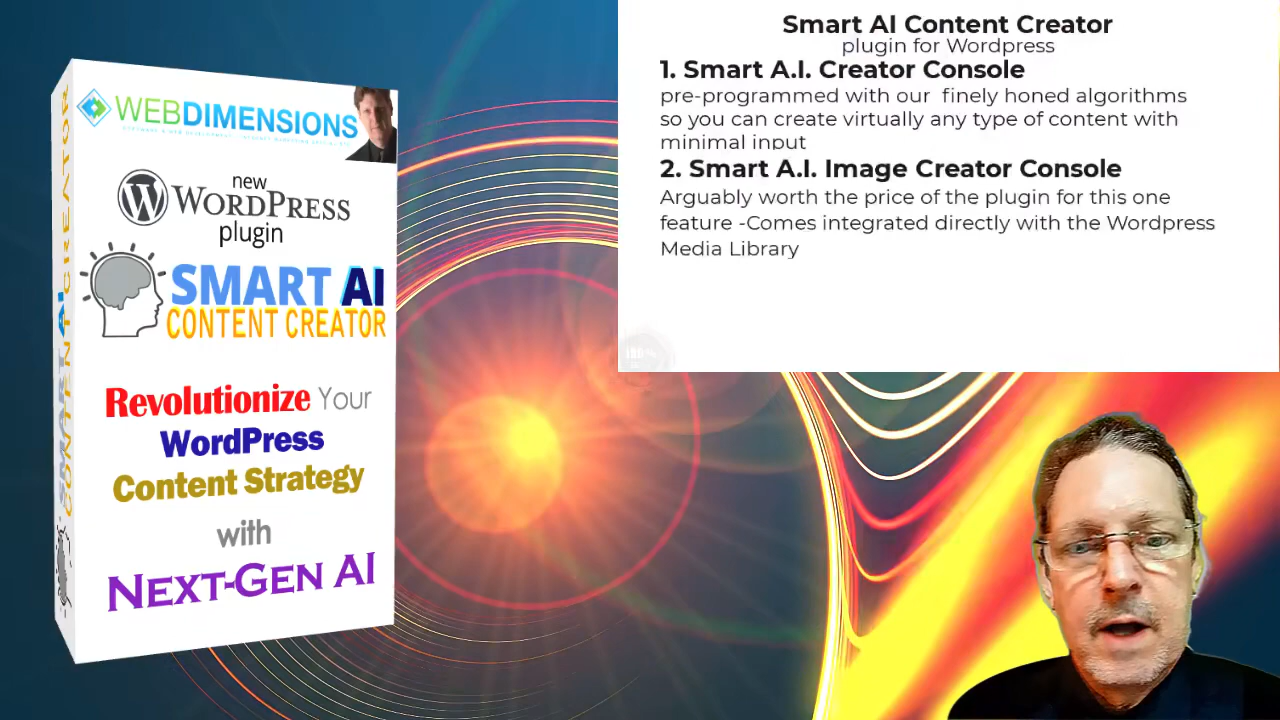 WEBDIMENSIONS
new
WORDPRESS
plugin
SMART AI
CONTENT CREATOR
Revolutionize Your
WordPress
Content Strategy
with
NEXT-GEN AI
SMART AI CONTENT CREATOR
Smart AI Content Creator
plugin for Wordpress
1. Smart A.I. Creator Console
pre-programmed with our finely honed algorithms
so you can create virtually any type of content with
minimal input
2. Smart A.I. Image Creator Console
Arguably worth the price of the plugin for this one
feature -Comes integrated directly with the Wordpress
Media Library